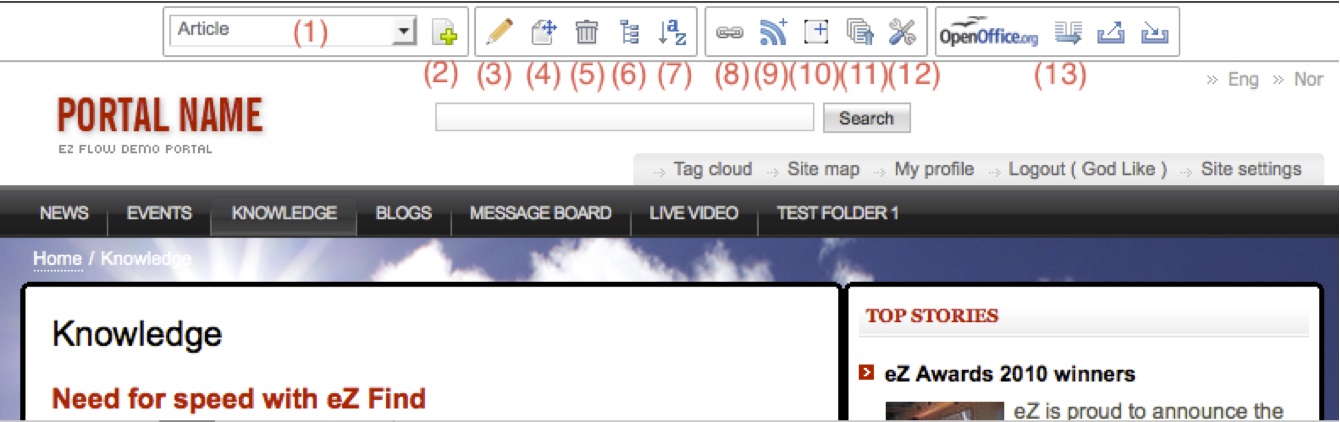 Article (1)
OpenOffice.org
(2) (3) (4) (5) (6) (7) (8) (9) (10) (11) (12) (13)
» Eng » Nor
PORTAL NAME
EZ FLOW DEMO PORTAL
Search
Tag cloud Site map My profile Logout ( God Like ) Site settings
NEWS EVENTS KNOWLEDGE BLOGS MESSAGE BOARD LIVE VIDEO TEST FOLDER 1
Home / Knowledge
Knowledge
Need for speed with eZ Find
TOP STORIES
eZ Awards 2010 winners
eZ is proud to announce the